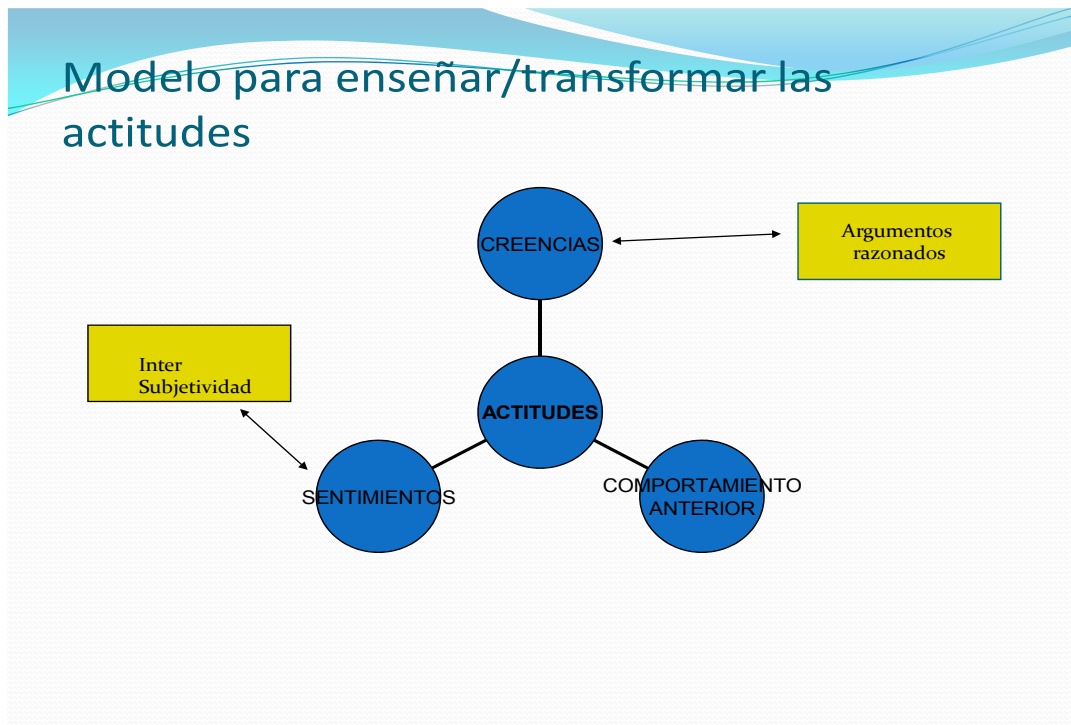 Modelo para enseñar/transformar las
actitudes
CREENCIAS
Argumentos
razonados
Inter
Subjetividad
ACTITUDES
SENTIMIENTOS
COMPORTAMIENTO
ANTERIOR